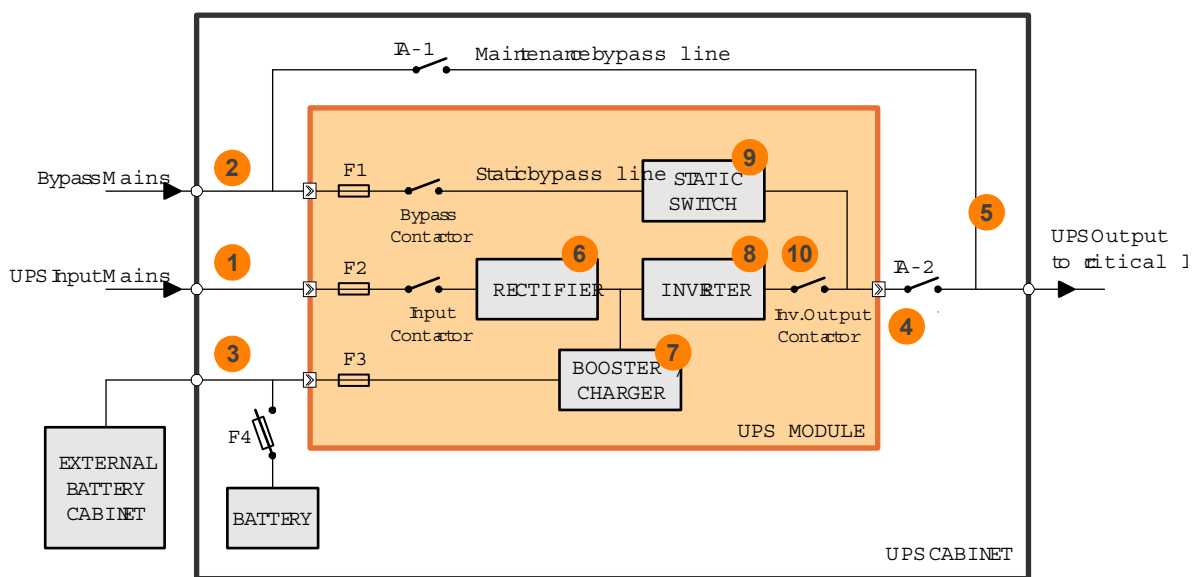 IA-1
Maintenance bypass line
2
Bypass Mains
F1
Static bypass line
9
STATIC
SWITCH
Bypass
Contactor
5
UPS Output
to critical l
1
UPS Input Mains
F2
6
RECTIFIER
8
INVERTER
10
IA-2
Input
Contactor
Inv. Output
Contactor
4
3
F3
7
BOOSTER /
CHARGER
F4
UPS MODULE
EXTERNAL
BATTERY
CABINET
BATTERY
UPS CABINET